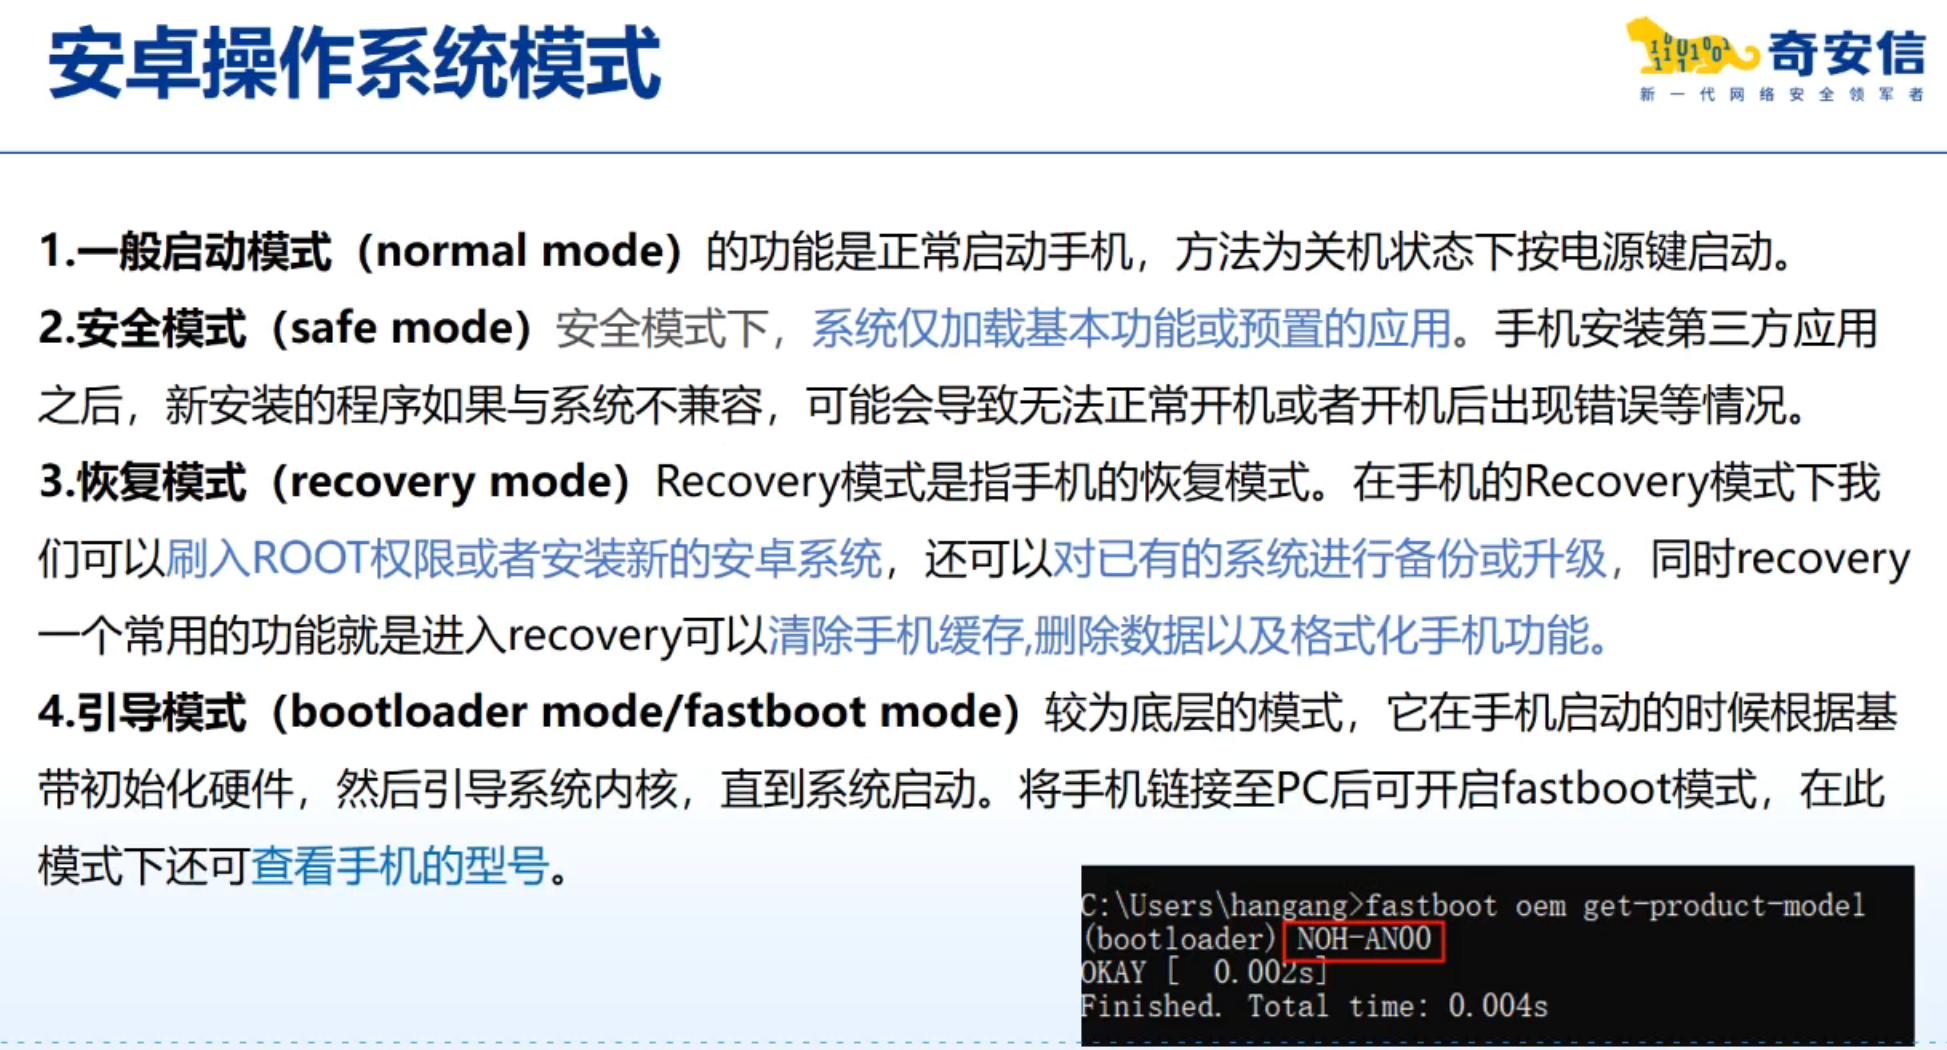 安卓操作系统模式
奇安信
新一代网络安全领军者
1.一般启动模式（normal mode）的功能是正常启动手机，方法为关机状态下按电源键启动。
2.安全模式（safe mode）安全模式下，系统仅加载基本功能或预置的应用。手机安装第三方应用
之后，新安装的程序如果与系统不兼容，可能会导致无法正常开机或者开机后出现错误等情况。
3.恢复模式（recovery mode）Recovery模式是指手机的恢复模式。在手机的Recovery模式下我
们可以刷入ROOT权限或者安装新的安卓系统，还可以对已有的系统进行备份或升级，同时recovery
一个常用的功能就是进入recovery可以清除手机缓存,删除数据以及格式化手机功能。
4.引导模式（bootloader mode/fastboot mode）较为底层的模式，它在手机启动的时候根据基
带初始化硬件，然后引导系统内核，直到系统启动。将手机链接至PC后可开启fastboot模式，在此
模式下还可查看手机的型号。
C:\Users\hangang>fastboot oem get-product-model
(bootloader) NOH-AN00
OKAY [  0.002s]
Finished. Total time: 0.004s